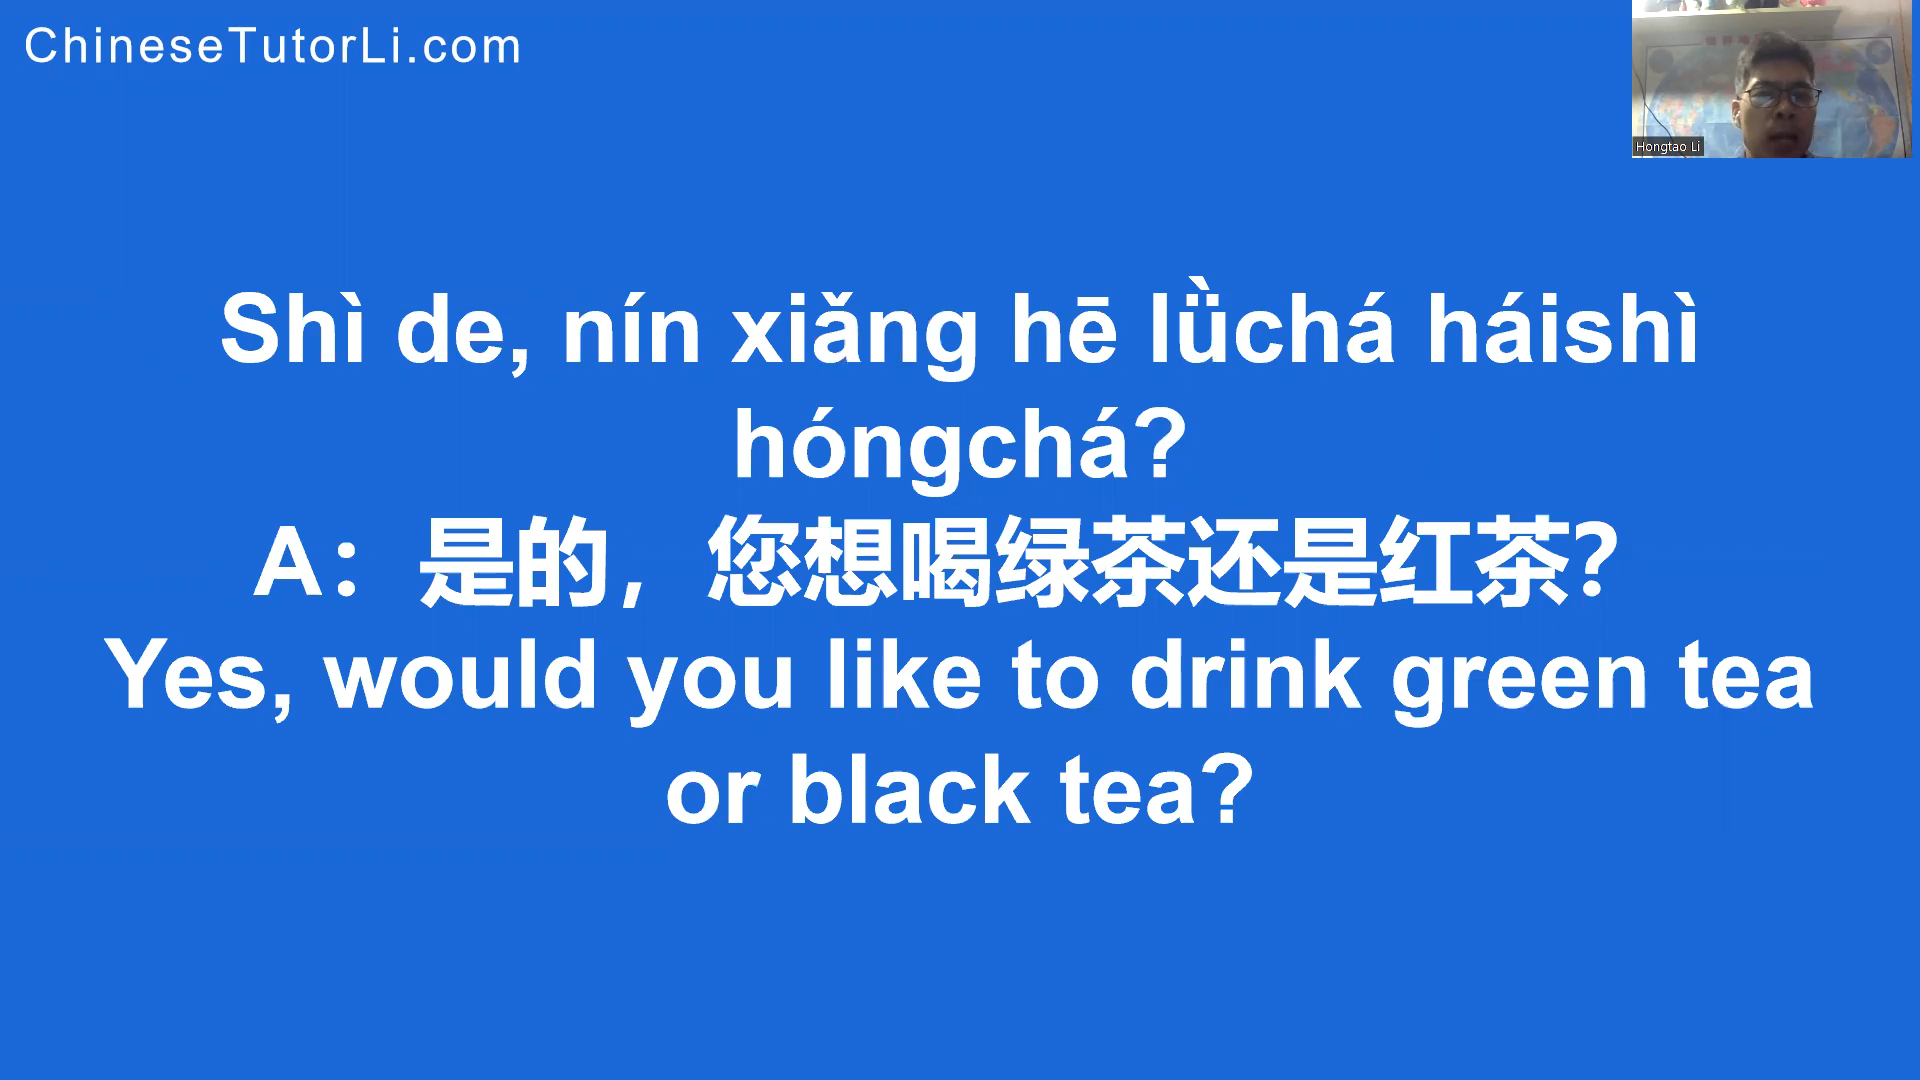 ChineseTutorLi.com
Hongtao Li
Shì de, nín xiǎng hē lǜchá háishì
hóngchá?
A：是的，您想喝绿茶还是红茶？
Yes, would you like to drink green tea
or black tea?